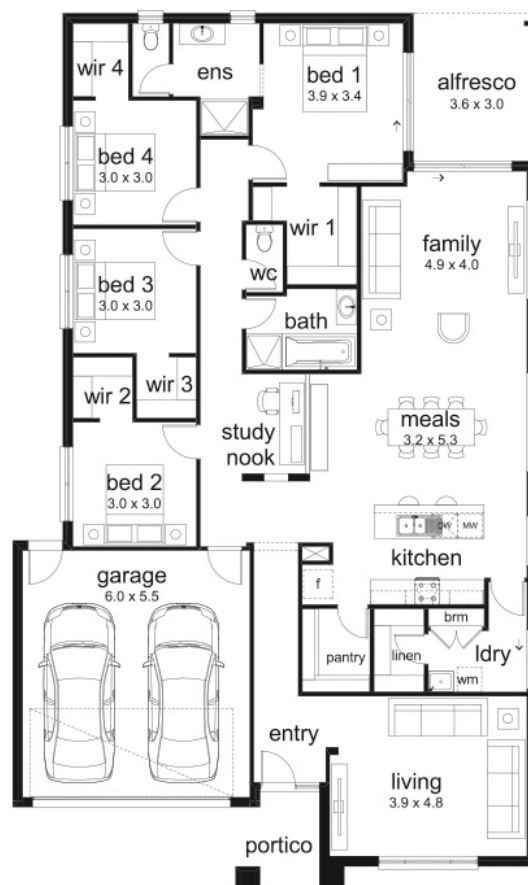 wir 4
ens
bed 1
3.9 x 3.4
alfresco
3.6 x 3.0
bed 4
3.0 x 3.0
wir 1
family
4.9 x 4.0
wc
bed 3
3.0 x 3.0
bath
wir 2
wir 3
study
nook
meals
3.2 x 5.3
bed 2
3.0 x 3.0
DW
MW
kitchen
garage
6.0 x 5.5
f
brm
pantry
linen
ldry
wm
entry
living
3.9 x 4.8
portico